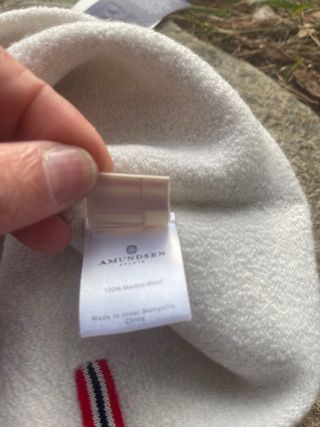 AMUNDSEN
SPORTS
100% Merino Wool
Made in Inner Mongolia,
China